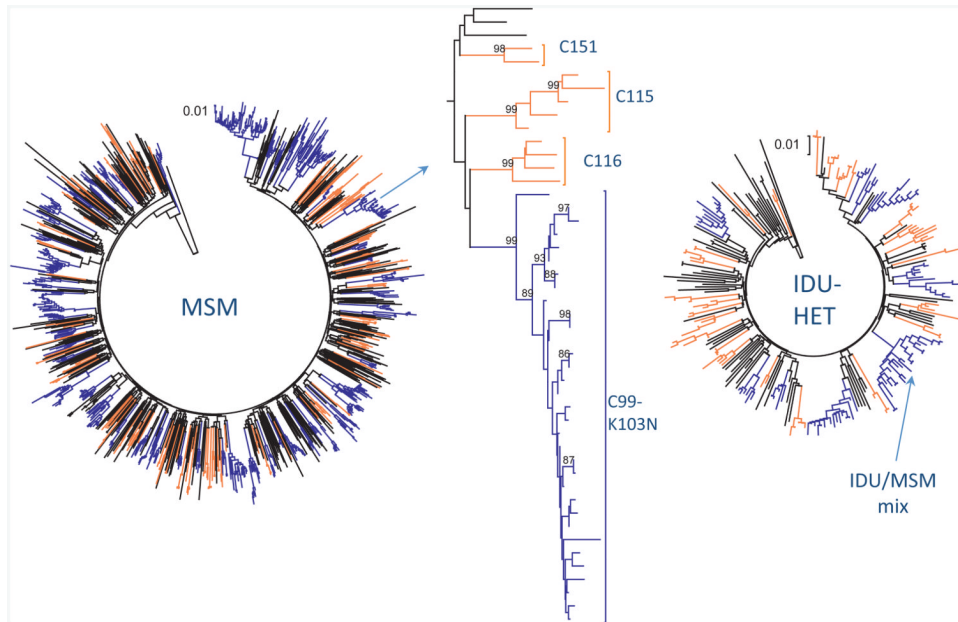 0.01
MSM
98
C151
99
99
C115
99
C116
97
99
93
88
89
98
86
C99-
K103N
87
0.01
IDU-
HET
IDU/MSM
mix